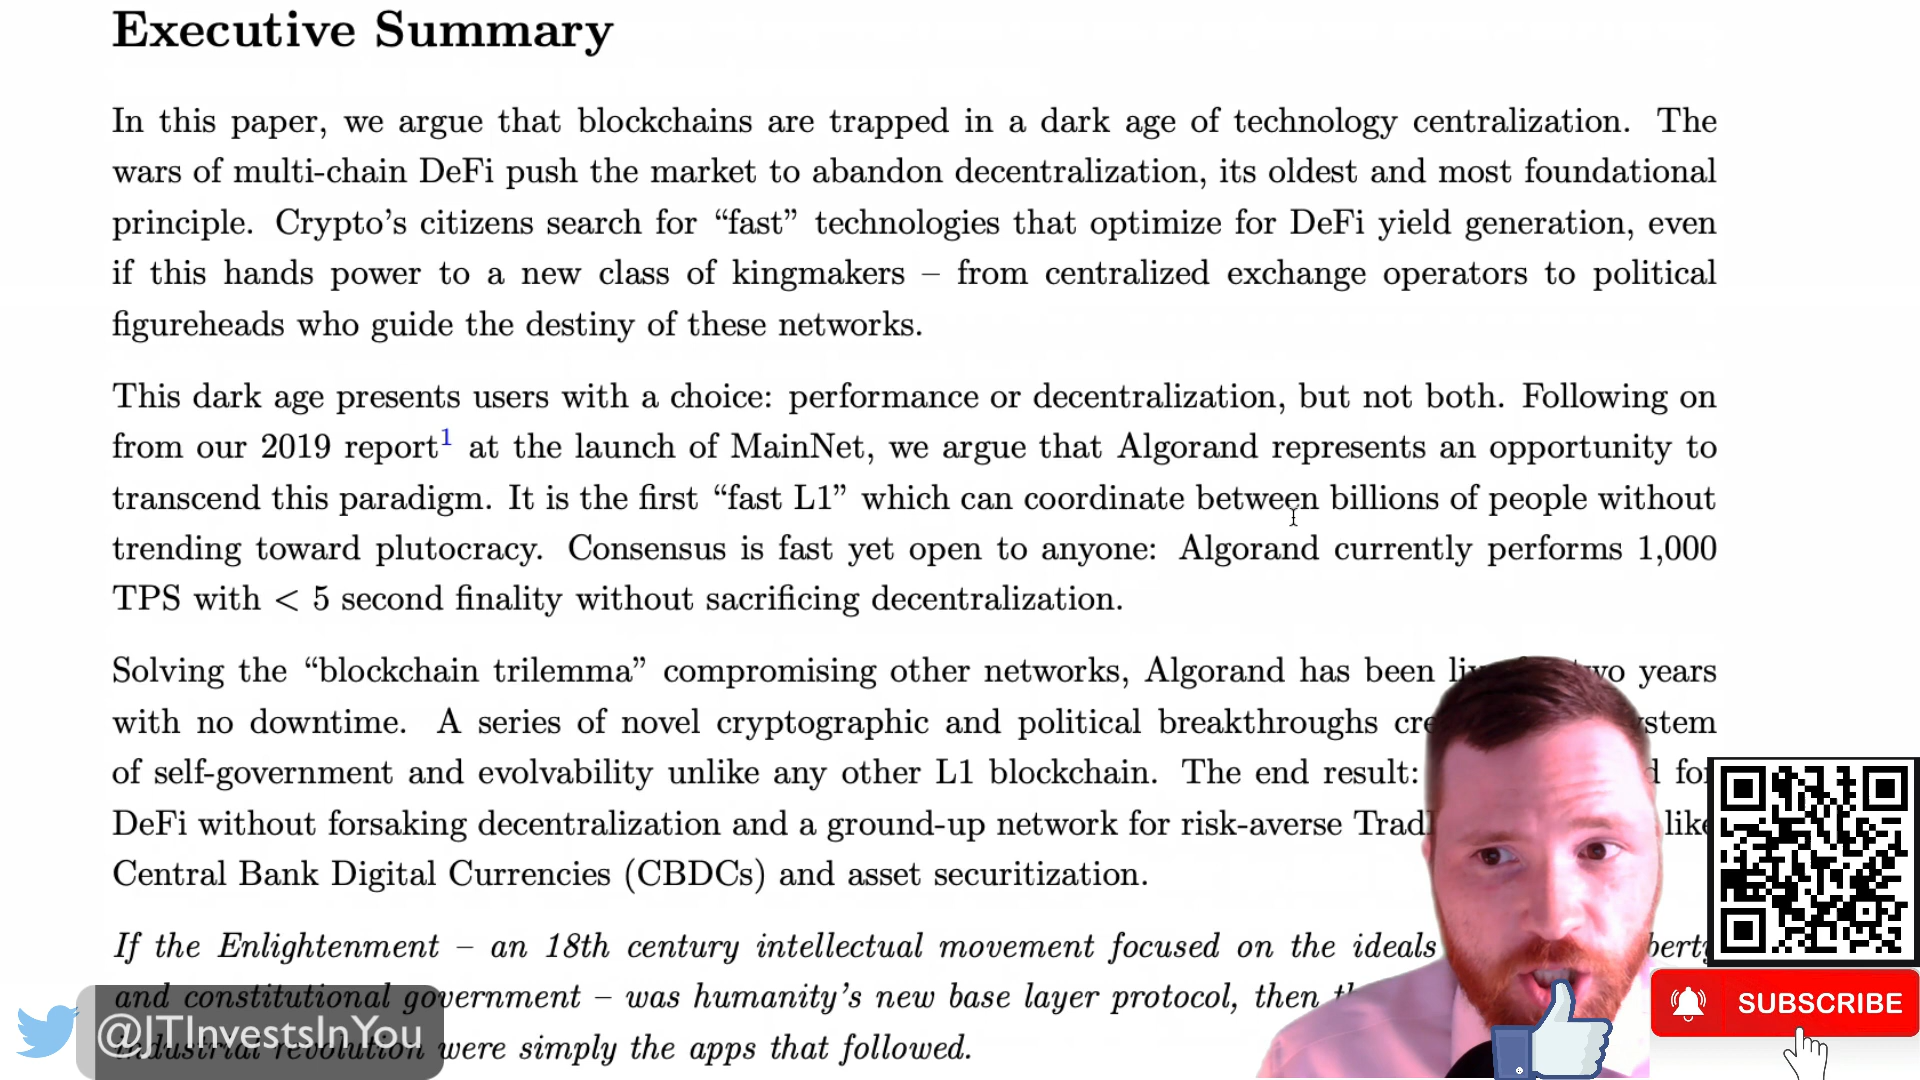 Executive Summary
In this paper, we argue that blockchains are trapped in a dark age of technology centralization. The
wars of multi-chain DeFi push the market to abandon decentralization, its oldest and most foundational
principle. Crypto's citizens search for “fast” technologies that optimize for DeFi yield generation, even
if this hands power to a new class of kingmakers – from centralized exchange operators to political
figureheads who guide the destiny of these networks.
This dark age presents users with a choice: performance or decentralization, but not both. Following on
from our 2019 report1 at the launch of MainNet, we argue that Algorand represents an opportunity to
transcend this paradigm. It is the first “fast L1” which can coordinate between billions of people without
trending toward plutocracy. Consensus is fast yet open to anyone: Algorand currently performs 1,000
TPS with < 5 second finality without sacrificing decentralization.
Solving the “blockchain trilemma” compromising other networks, Algorand has been years
with no downtime. A series of novel cryptographic and political breakthroughs
of self-government and evolvability unlike any other L1 blockchain. The end result: for
DeFi without forsaking decentralization and a ground-up network for risk-averse like
Central Bank Digital Currencies (CBDCs) and asset securitization.
If the Enlightenment – an 18th century intellectual movement focused on the ideals
and constitutional government – was humanity's new base layer protocol, then
industrial revolution were simply the apps that followed.
@JTInvestsInYou
SUBSCRIBE